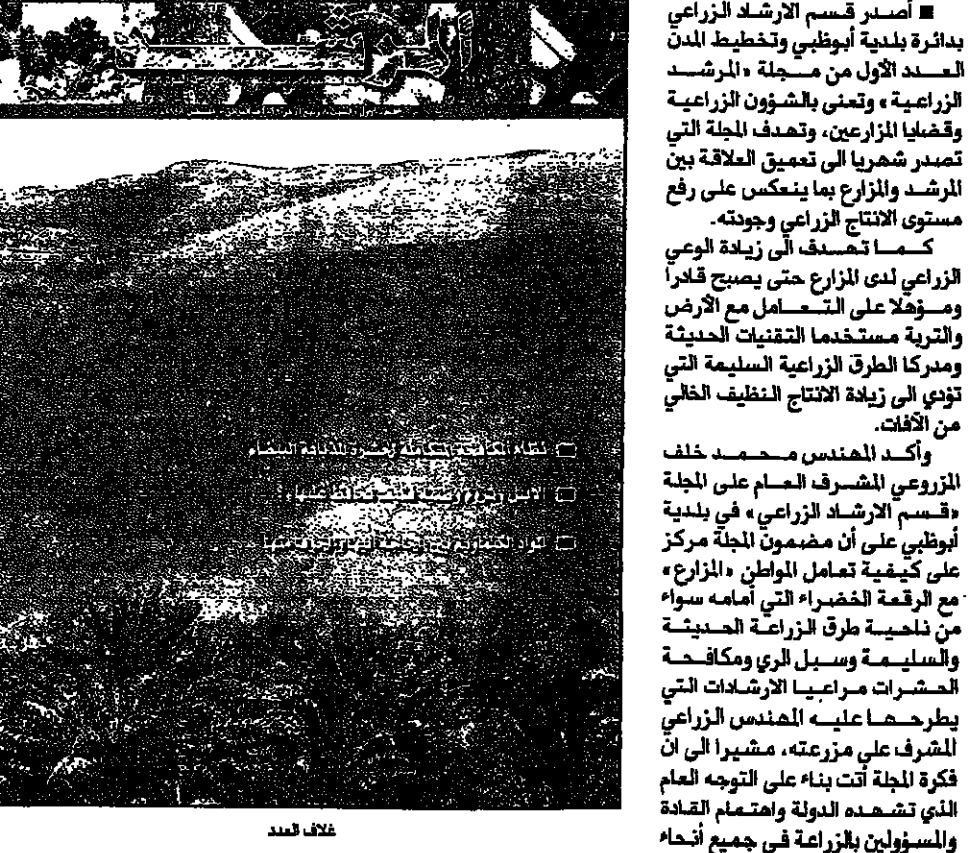 ■ أصدر قسم الارشاد الزراعي
بدائرة بلدية أبوظبي وتخطيط المدن
العدد الأول من مجلة «المرشد
الزراعية» وتعنى بالشؤون الزراعية
وقضايا المزارعين، وتهدف المجلة التي
تصدر شهريا الى تعميق العلاقة بين
المرشد والمزارع بما ينعكس على رفع
مستوى الانتاج الزراعي وجودته.
كما تهدف الى زيادة الوعي
الزراعي لدى المزارع حتى يصبح قادرا
ومؤهلا على التعامل مع الأرض
والتربة مستخدما التقنيات الحديثة
ومدركا الطرق الزراعية السليمة التي
تؤدي الى زيادة الانتاج النظيف الخالي
من الآفات.
وأكد المهندس محمد خلف
المزروعي المشرف العام على المجلة
«قسم الارشاد الزراعي» في بلدية
أبوظبي على أن مضمون المجلة مركز
على كيفية تعامل المواطن «المزارع»
مع الرقعة الخضراء التي أمامه سواء
من ناحية طرق الزراعة الحديثة
والسليمة وسبل الري ومكافحة
الحشرات مراعيا الارشادات التي
يطرحها عليه المهندس الزراعي
المشرف على مزرعته، مشيرا الى ان
فكرة المجلة أتت بناء على التوجه العام
الذي تشهده الدولة واهتمام القادة
والمسؤولين بالزراعة في جميع أنحاء
غلاف العدد